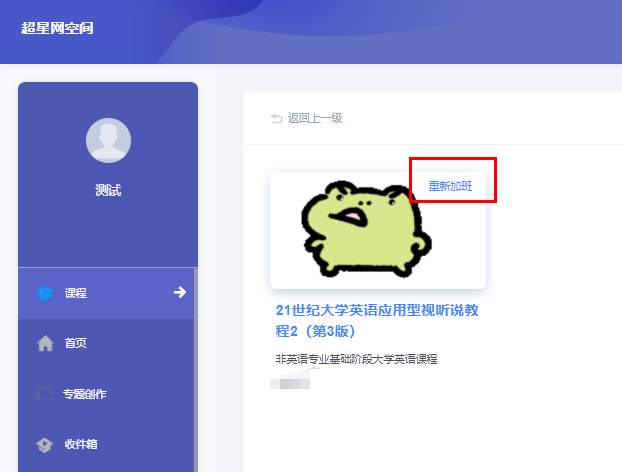 超星网空间
测试
课程
首页
专题创作
收件箱
返回上一级
重新加班
21世纪大学英语应用型视听说教
程2（第3版）
非英语专业基础阶段大学英语课程